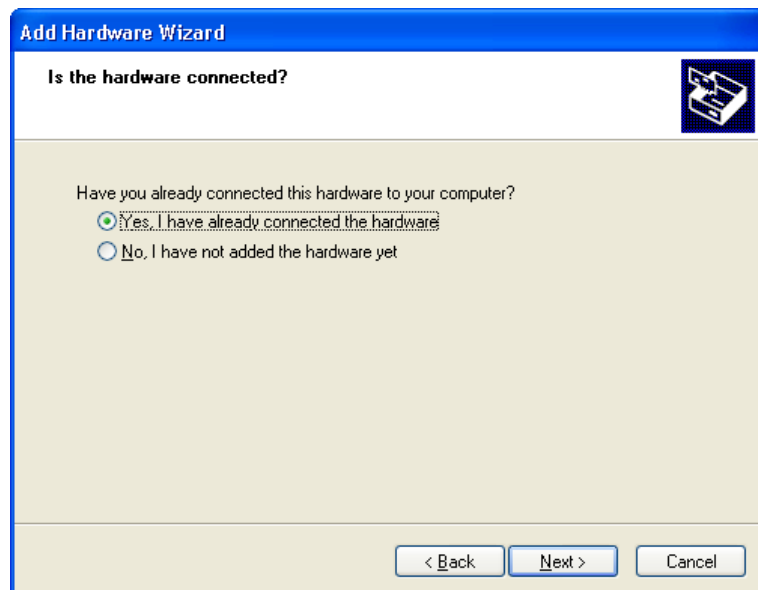 Add Hardware Wizard
Is the hardware connected?
Have you already connected this hardware to your computer?
Yes, I have already connected the hardware
No, I have not added the hardware yet
< Back Next > Cancel